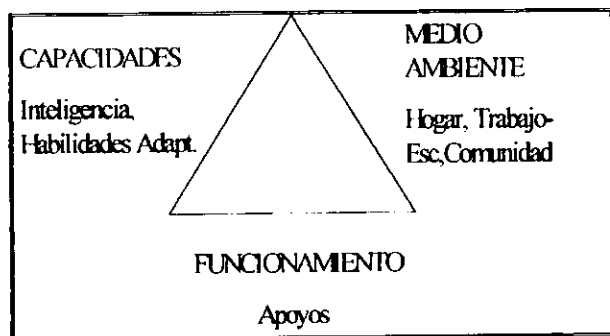 CAPACIDADES
Inteligencia,
Habilidades Adapt.
MEDIO
AMBIENTE
Hogar, Trabajo-
Esc,Comunidad
FUNCIONAMIENTO
Apoyos